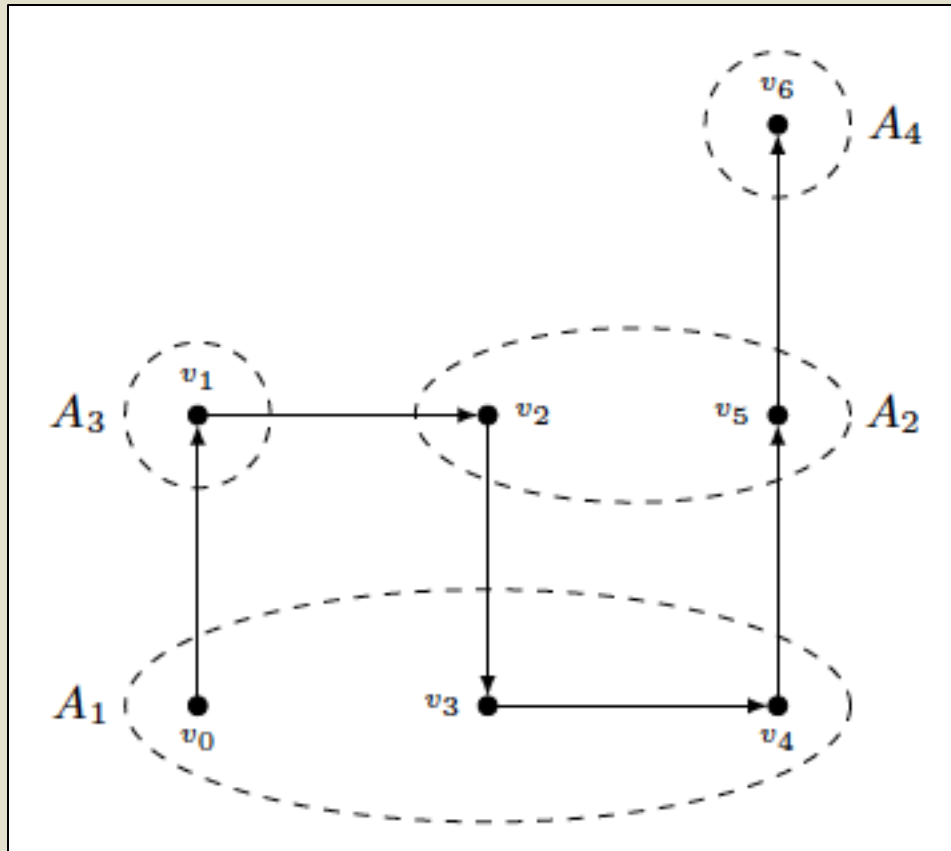 v₆
A₄
v₁
A₃ v₂ v₅ A₂
A₁ v₃
v₀ v₄